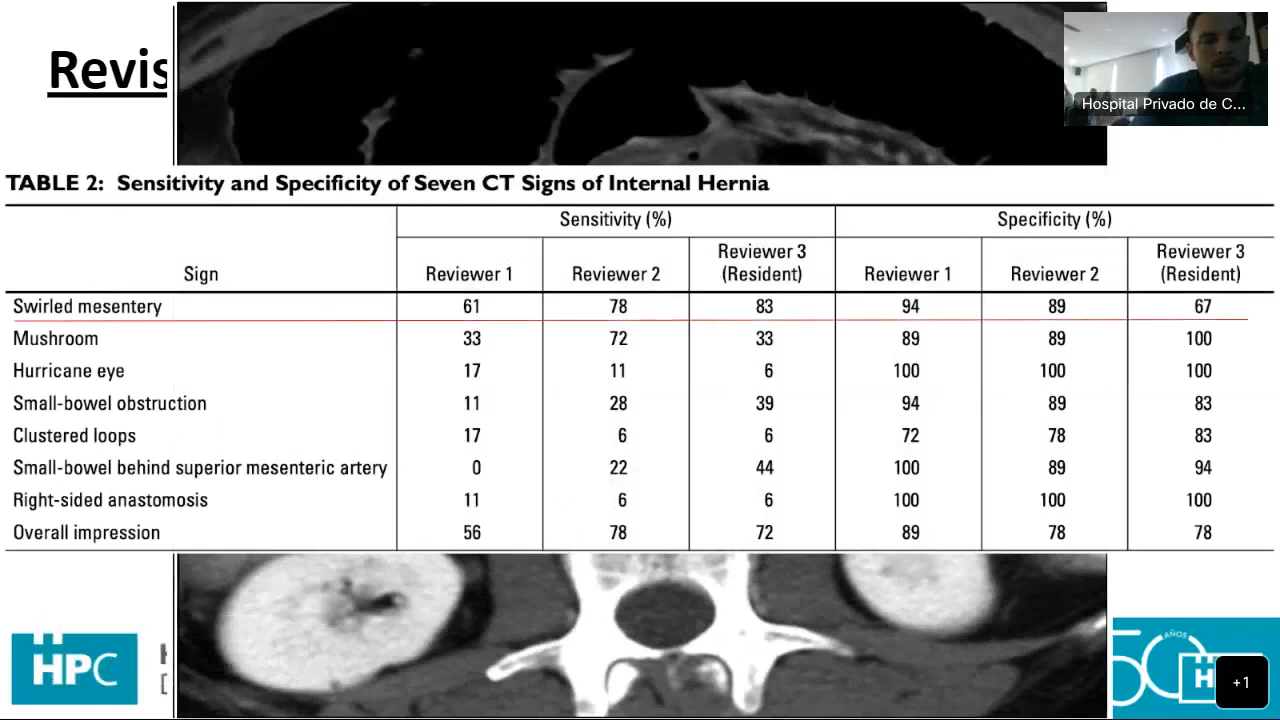 Revis
Hospital Privado de C...
TABLE 2: Sensitivity and Specificity of Seven CT Signs of Internal Hernia
Sensitivity (%) Specificity (%)
Sign Reviewer 1 Reviewer 2 Reviewer 3 (Resident) Reviewer 1 Reviewer 2 Reviewer 3 (Resident)
Swirled mesentery 61 78 83 94 89 67
Mushroom 33 72 33 89 89 100
Hurricane eye 17 11 6 100 100 100
Small-bowel obstruction 11 28 39 94 89 83
Clustered loops 17 6 6 72 78 83
Small-bowel behind superior mesenteric artery 0 22 44 100 89 94
Right-sided anastomosis 11 6 6 100 100 100
Overall impression 56 78 72 89 78 78
HPC
50 AÑOS
H
+1